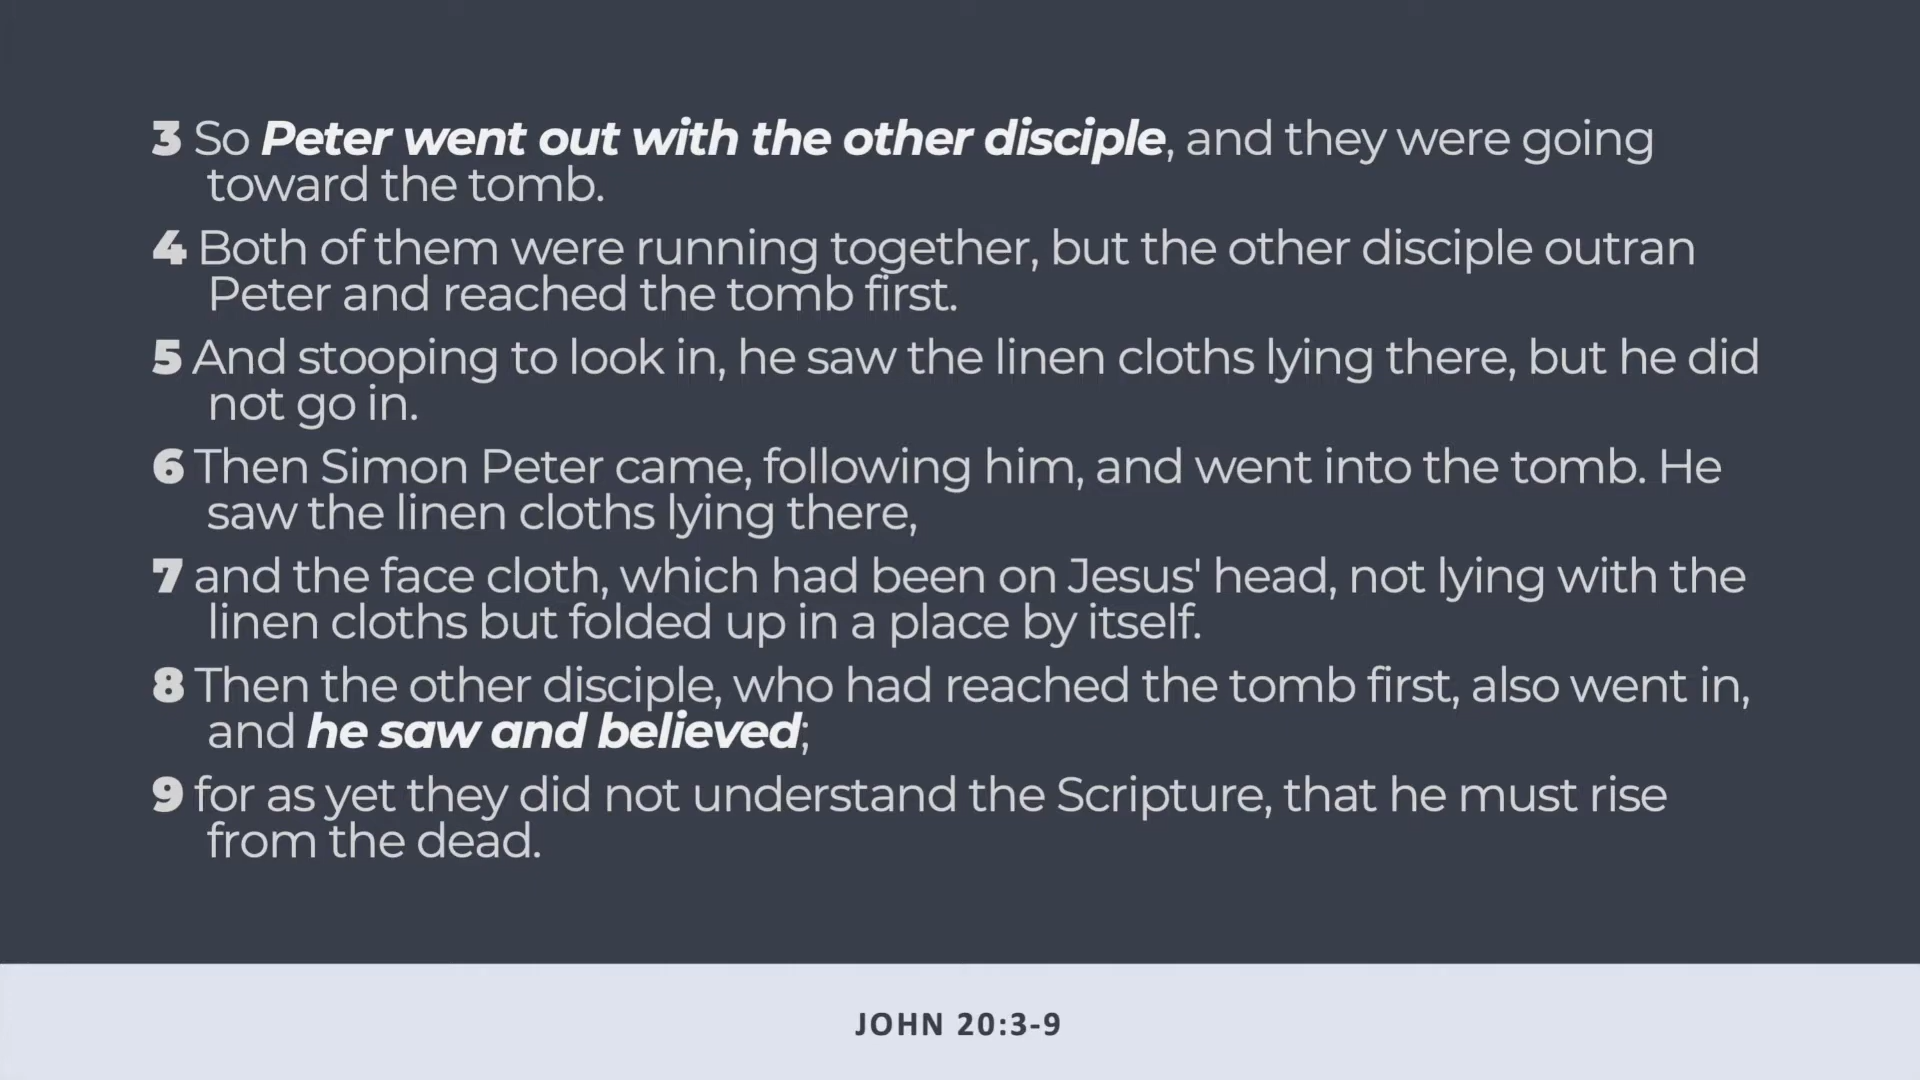 3 So Peter went out with the other disciple, and they were going
toward the tomb.
4 Both of them were running together, but the other disciple outran
Peter and reached the tomb first.
5 And stooping to look in, he saw the linen cloths lying there, but he did
not go in.
6 Then Simon Peter came, following him, and went into the tomb. He
saw the linen cloths lying there,
7 and the face cloth, which had been on Jesus' head, not lying with the
linen cloths but folded up in a place by itself.
8 Then the other disciple, who had reached the tomb first, also went in,
and he saw and believed;
9 for as yet they did not understand the Scripture, that he must rise
from the dead.
JOHN 20:3-9